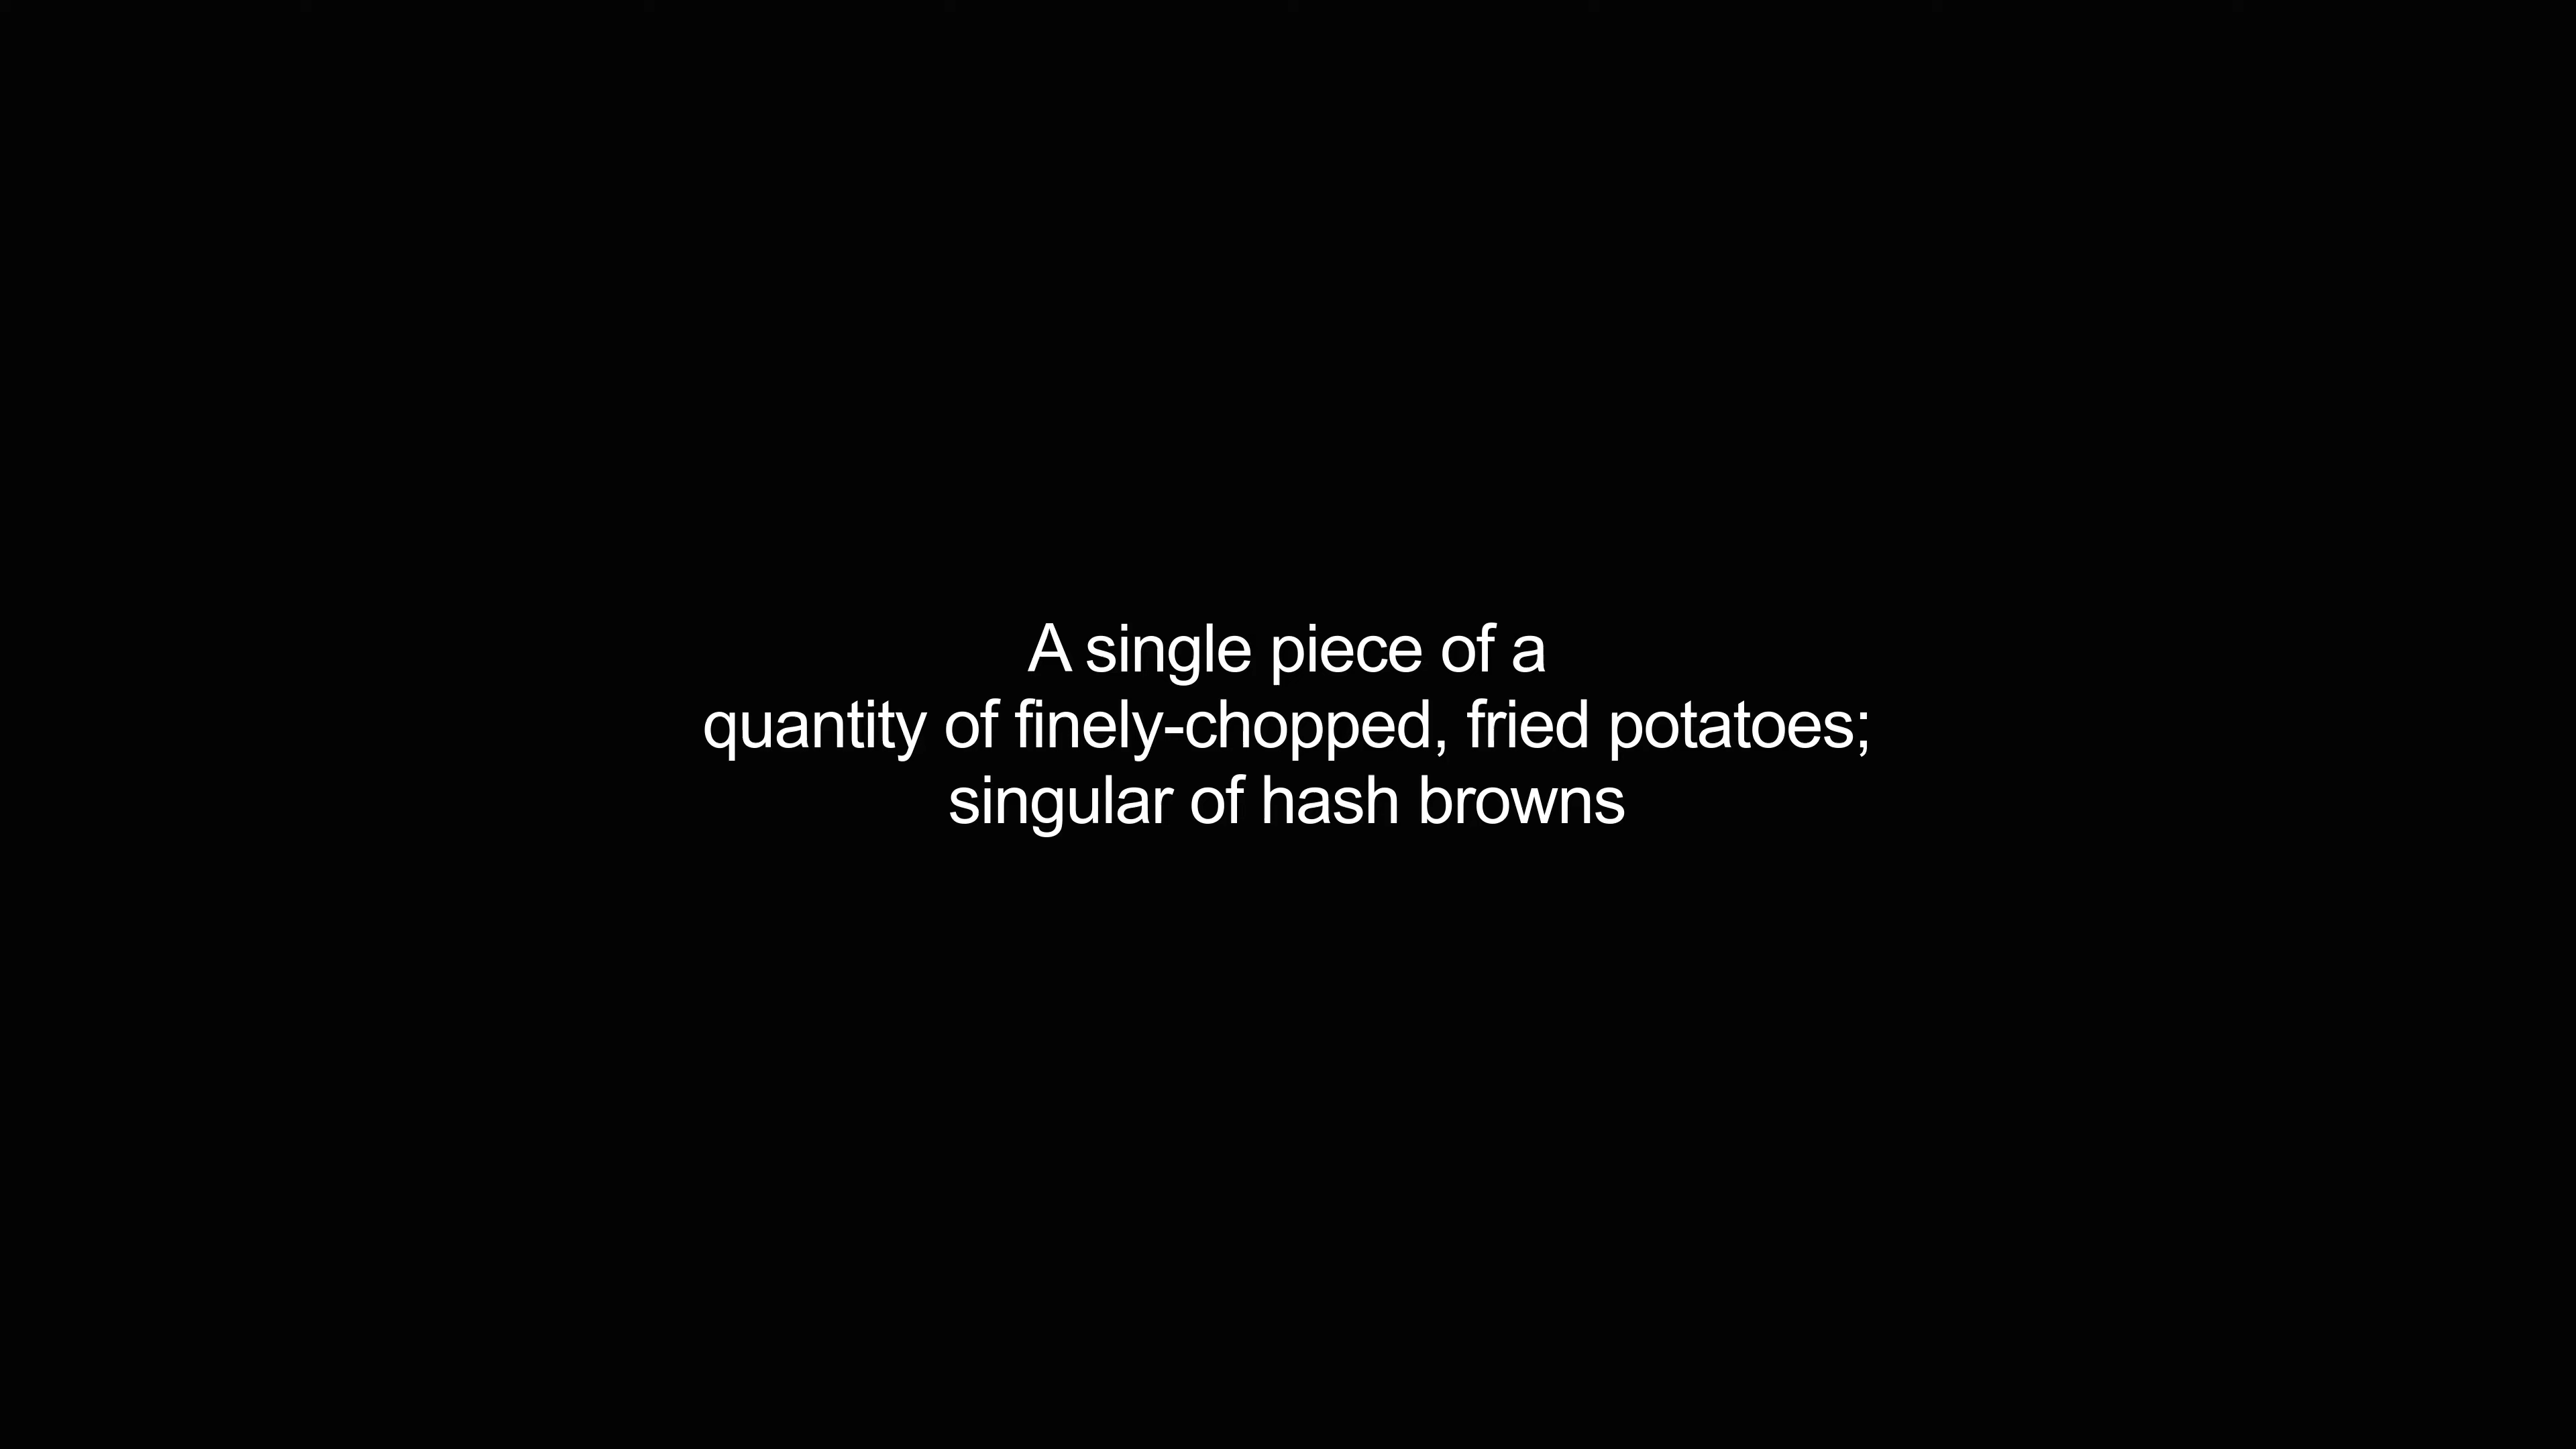 A single piece of a
quantity of finely-chopped, fried potatoes;
singular of hash browns